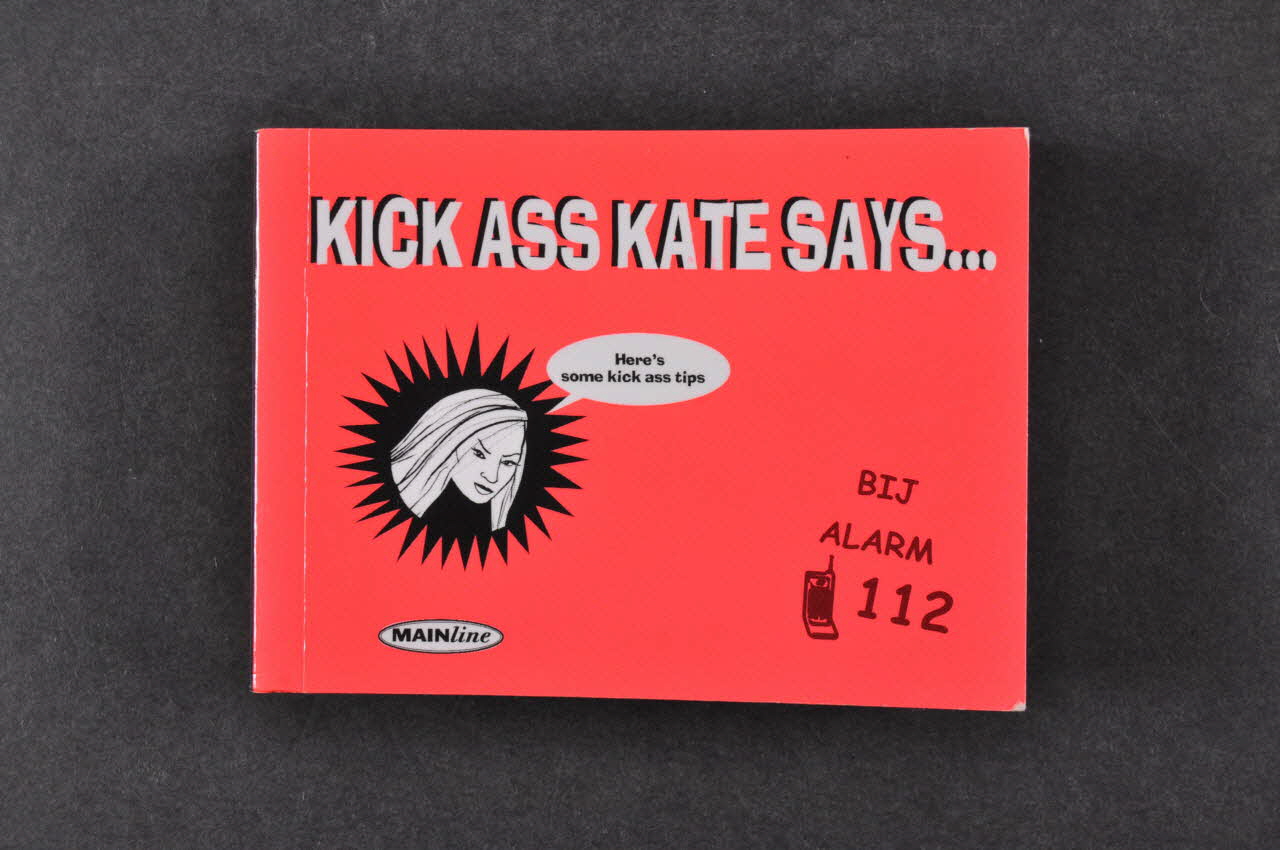 KICK ASS KATE SAYS....
Here's
some kick ass tips
BIJ
ALARM
112
MAINline